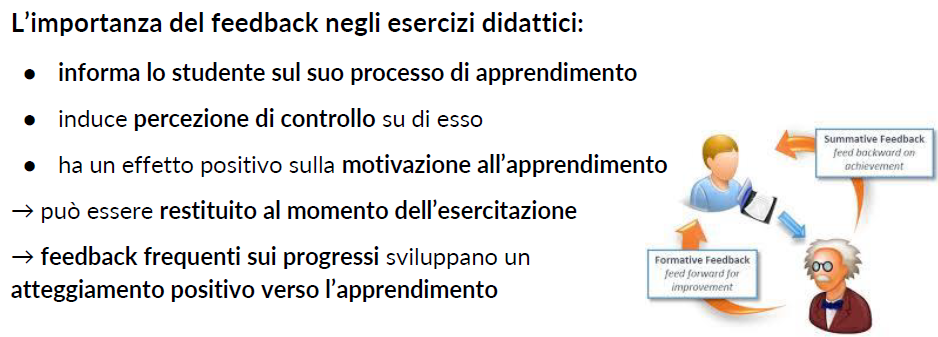 L'importanza del feedback negli esercizi didattici:
● informa lo studente sul suo processo di apprendimento
● induce percezione di controllo su di esso
● ha un effetto positivo sulla motivazione all'apprendimento
→ può essere restituito al momento dell'esercitazione
→ feedback frequenti sui progressi sviluppano un
atteggiamento positivo verso l'apprendimento
Summative Feedback
feed backward on
achievement
Formative Feedback
feed forward for
improvement